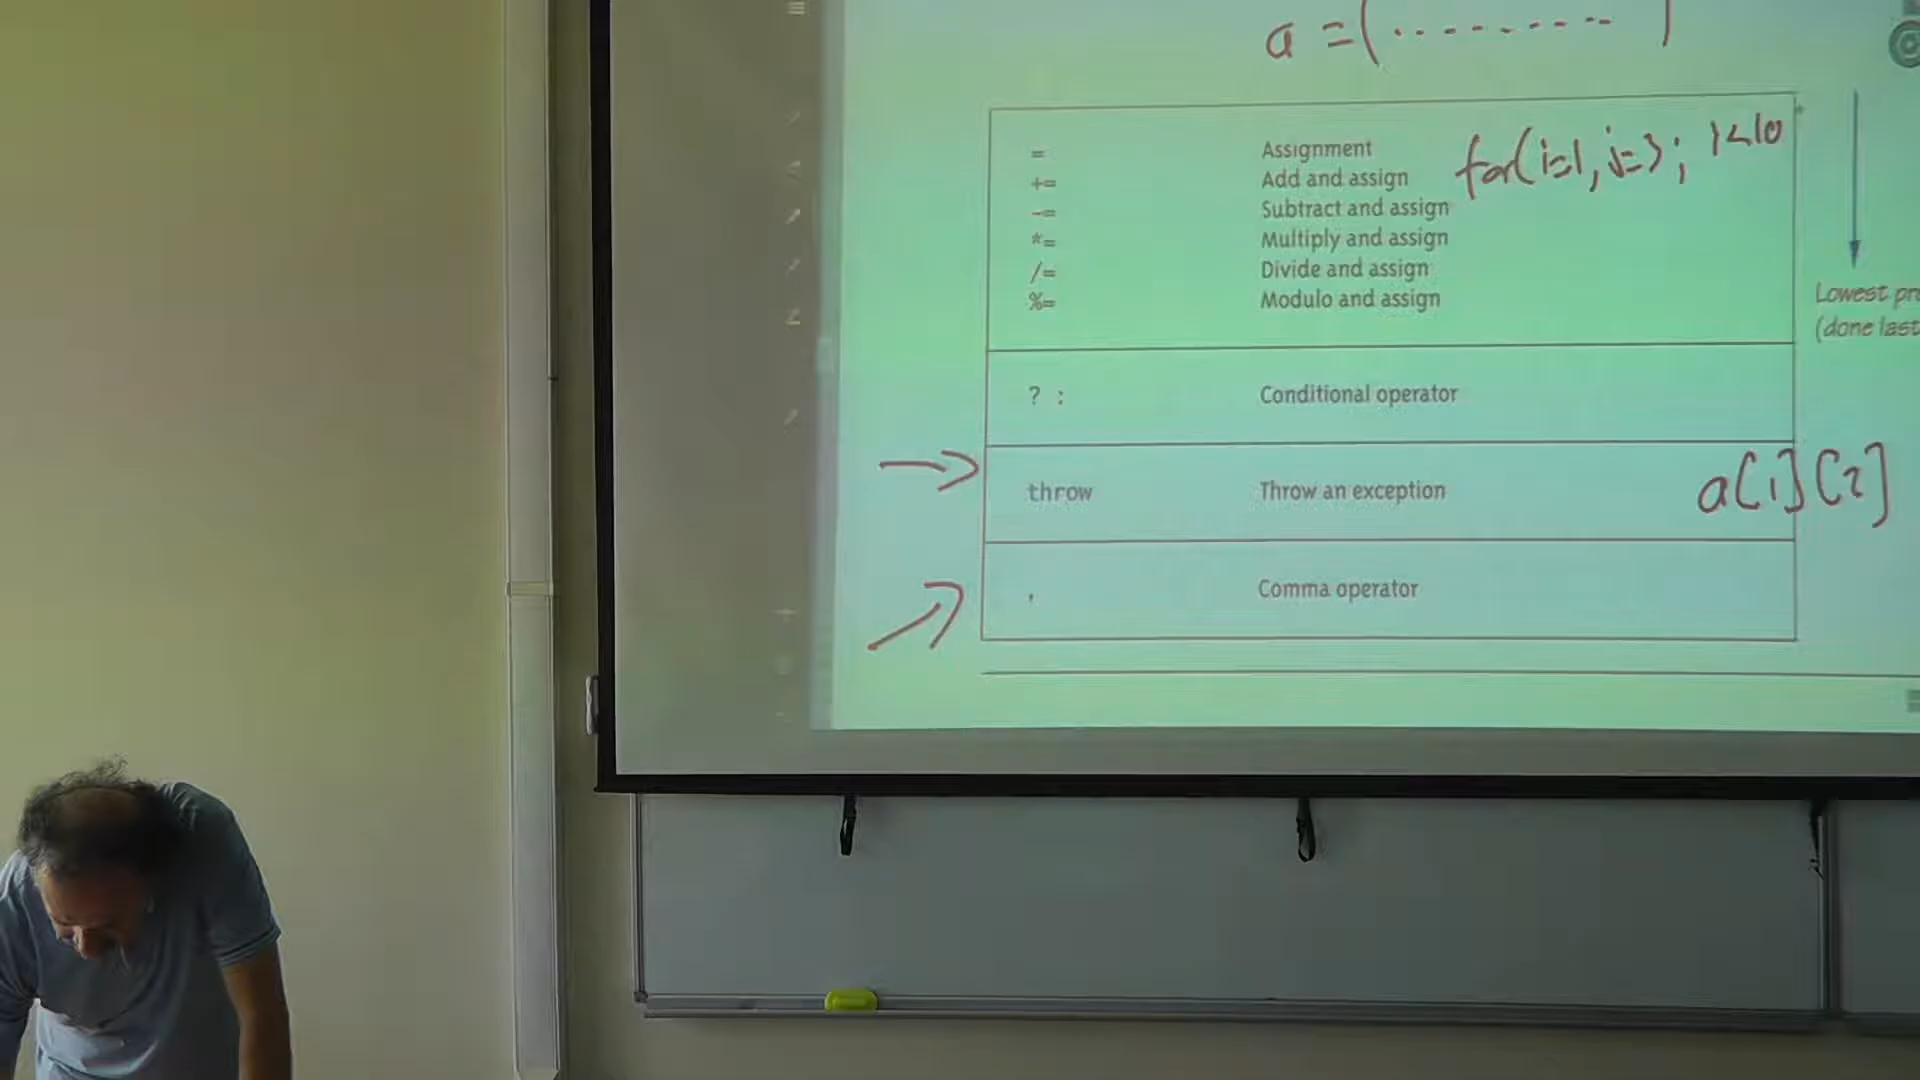 a = (.........)
= Assignment
for(i=1, j=3; i<10
+= Add and assign
-= Subtract and assign
*= Multiply and assign
/= Divide and assign
%= Modulo and assign
Lowest pr
(done last
? : Conditional operator
throw Throw an exception
a[1][2]
, Comma operator